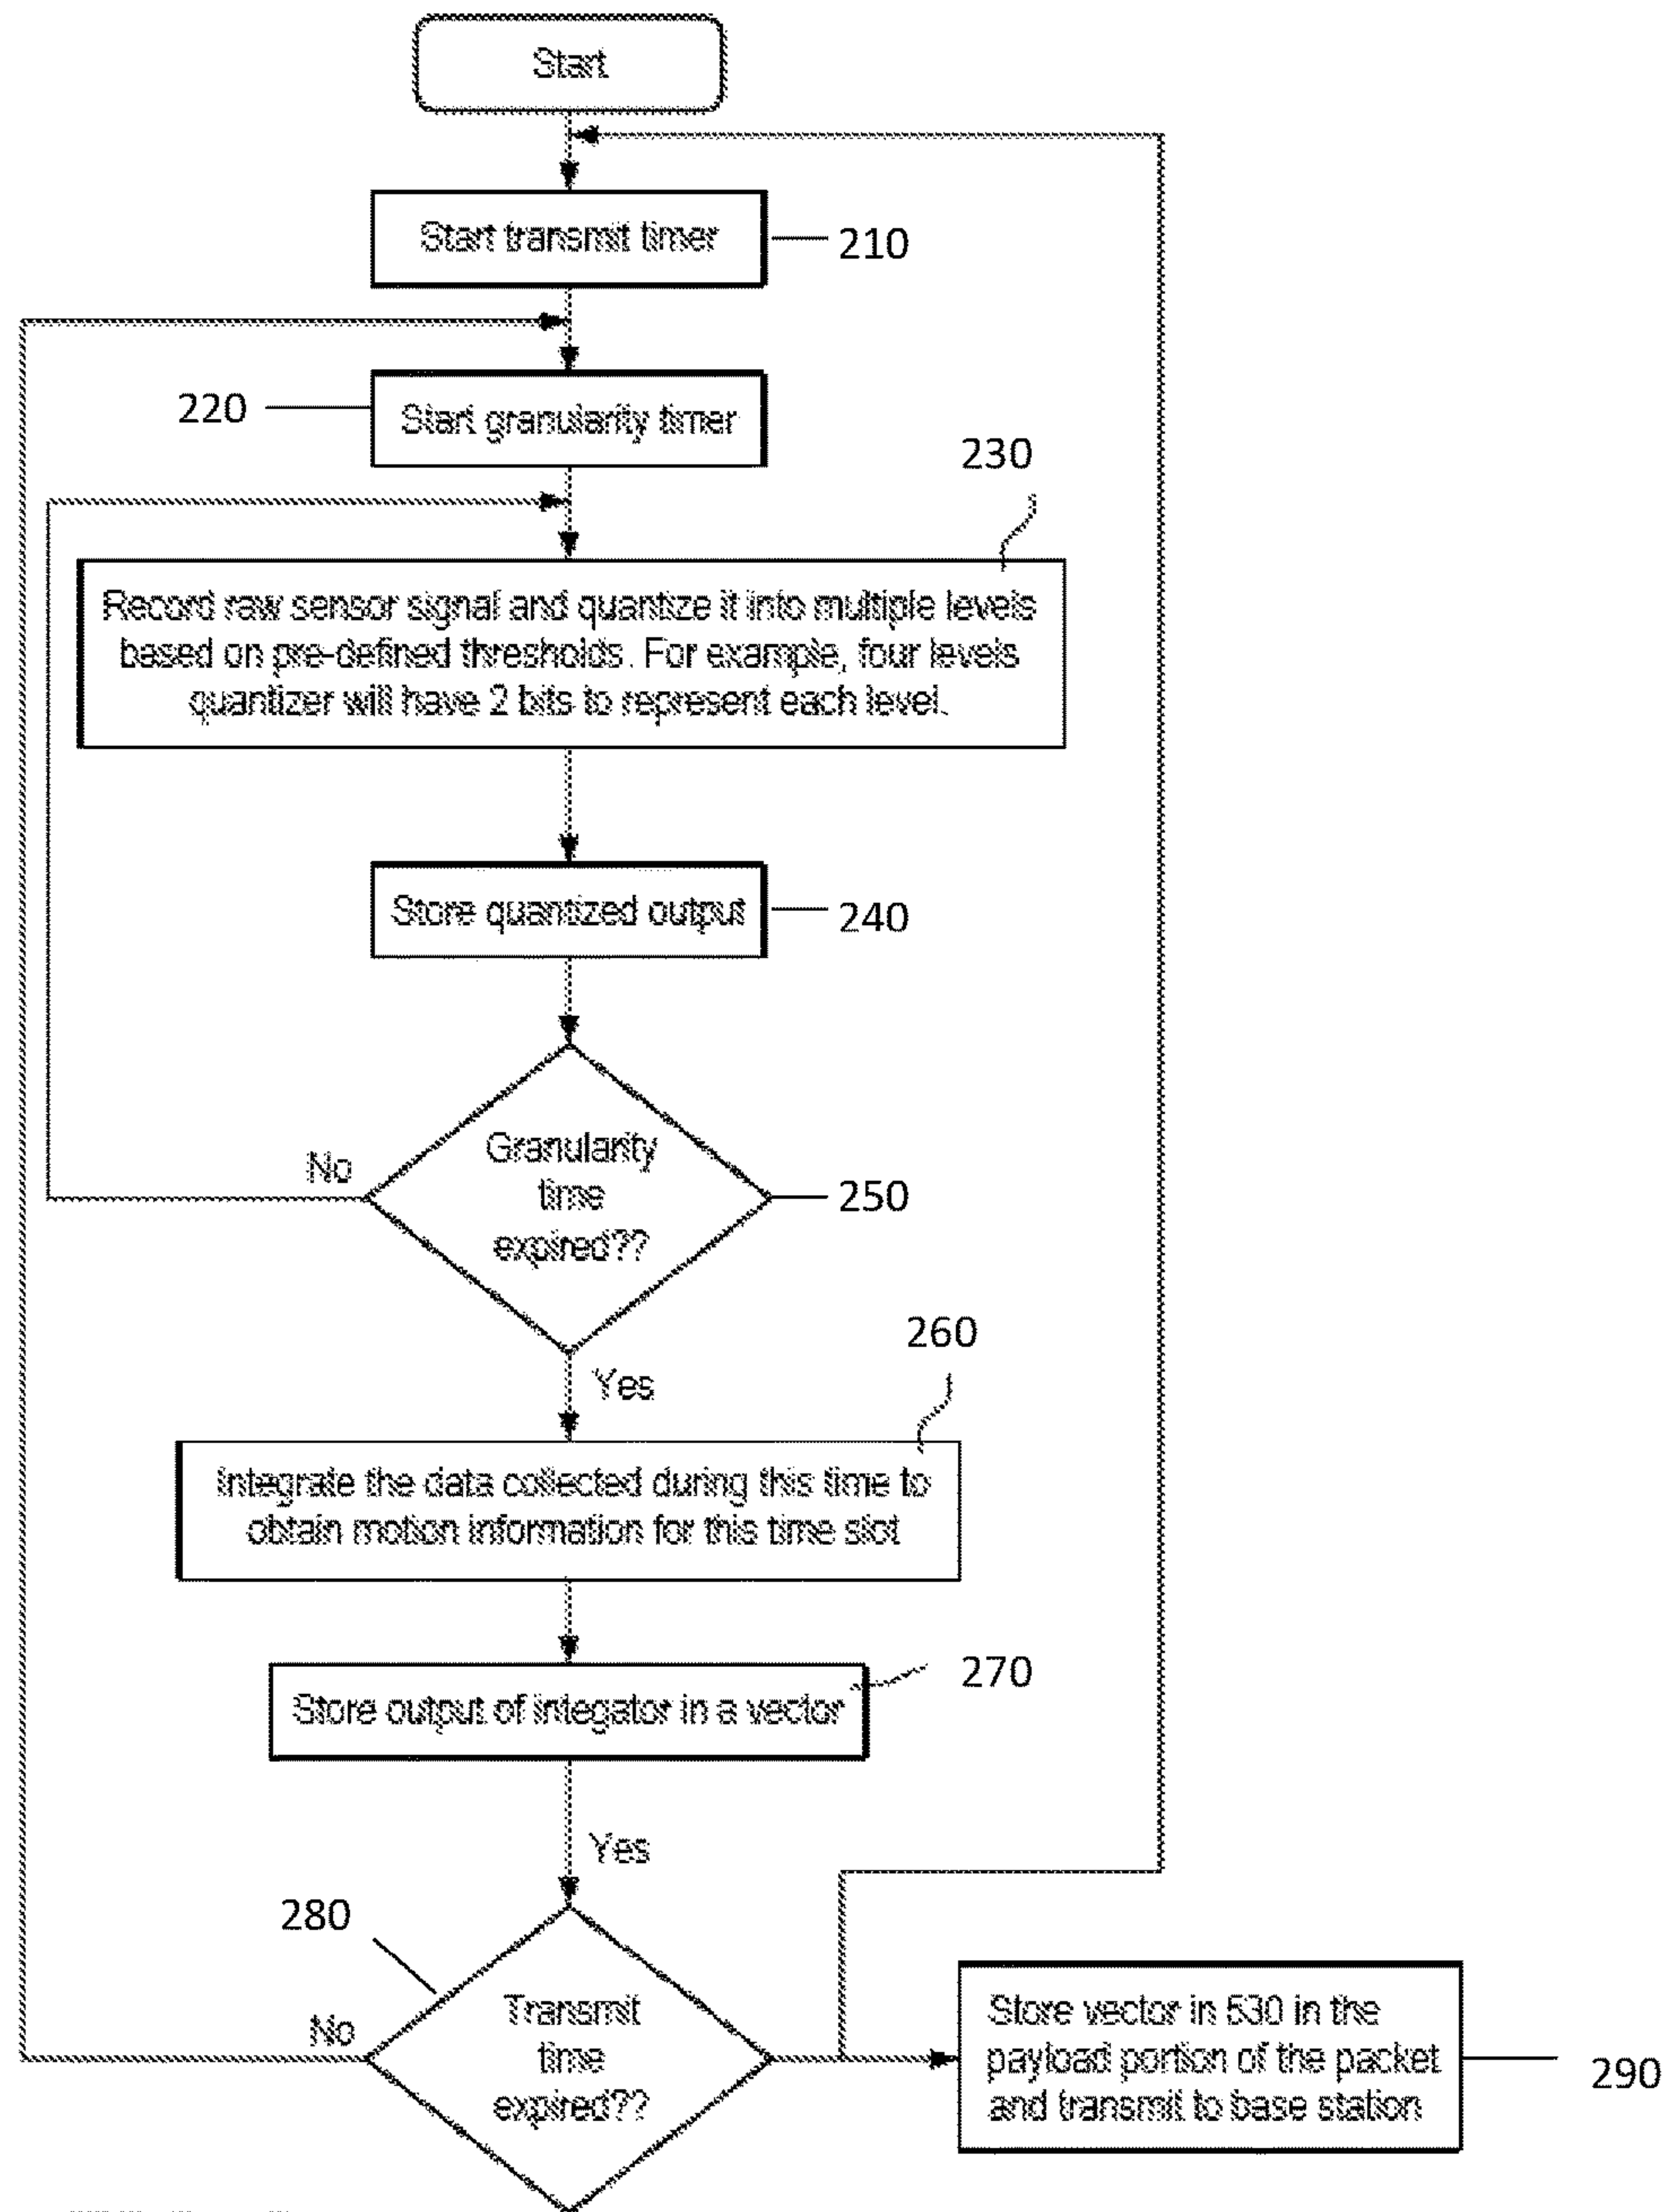 Start
Start transmit timer
210
220
Start granularity timer
230
Record raw sensor signal and quantize it into multiple levels
based on pre-defined thresholds. For example, four levels
quantizer will have 2 bits to represent each level.
Store quantized output
240
Granularity
time
expired??
No
250
Yes
260
Integrate the data collected during this time to
obtain motion information for this time slot
270
Store output of integator in a vector
Yes
280
Transmit
time
expired??
No
Store vector in 530 in the
payload portion of the packet
and transmit to base station
290